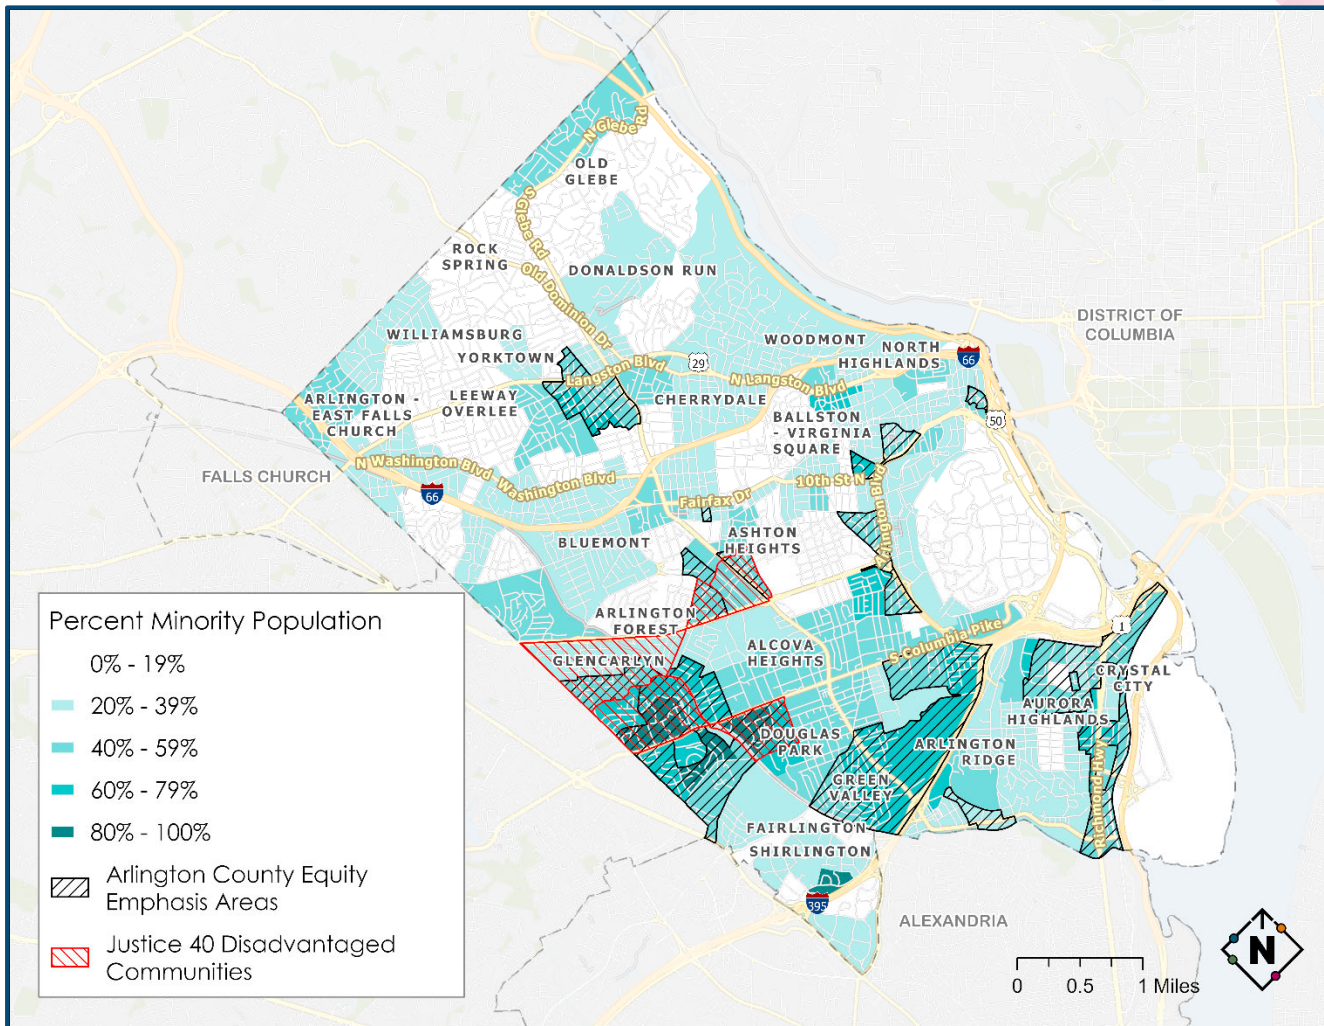 N Glebe Rd
OLD
GLEBE
S Glebe Rd
ROCK
SPRING
Old Dominion Dr
DONALDSON RUN
DISTRICT OF
COLUMBIA
WILLIAMSBURG
YORKTOWN
WOODMONT
NORTH
HIGHLANDS
66
29
Langston Blvd
N Langston Blvd
LEEWAY
OVERLEE
CHERRYDALE
ARLINGTON -
EAST FALLS
CHURCH
BALLSTON
- VIRGINIA
SQUARE
50
FALLS CHURCH
N Washington Blvd
Washington Blvd
66
10th St N
Fairfax Dr
Arlington Blvd
ASHTON
HEIGHTS
BLUEMONT
ARLINGTON
FOREST
1
S Columbia Pike
GLENCARLYN
ALCOVA
HEIGHTS
CRYSTAL
CITY
AURORA
HIGHLANDS
DOUGLAS
PARK
ARLINGTON
RIDGE
Richmond Hwy
GREEN
VALLEY
FAIRLINGTON
SHIRLINGTON
395
ALEXANDRIA
Percent Minority Population
0% - 19%
20% - 39%
40% - 59%
60% - 79%
80% - 100%
Arlington County Equity
Emphasis Areas
Justice 40 Disadvantaged
Communities
0 0.5 1 Miles
N